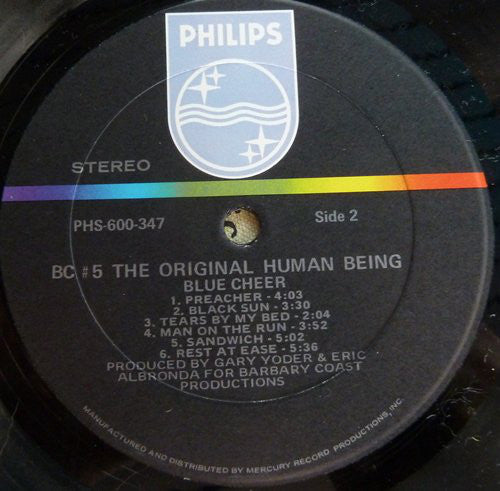 PHILIPS
STEREO
PHS-600-347
Side 2
BC #5 THE ORIGINAL HUMAN BEING
BLUE CHEER
1. PREACHER - 4:03
2. BLACK SUN - 3:30
3. TEARS BY MY BED - 2:04
4. MAN ON THE RUN - 3:52
5. SANDWICH - 5:02
6. REST AT EASE - 5:36
PRODUCED BY GARY YODER & ERIC
ALBRONDA FOR BARBARY COAST
PRODUCTIONS
MANUFACTURED AND DISTRIBUTED BY MERCURY RECORD PRODUCTIONS, INC.